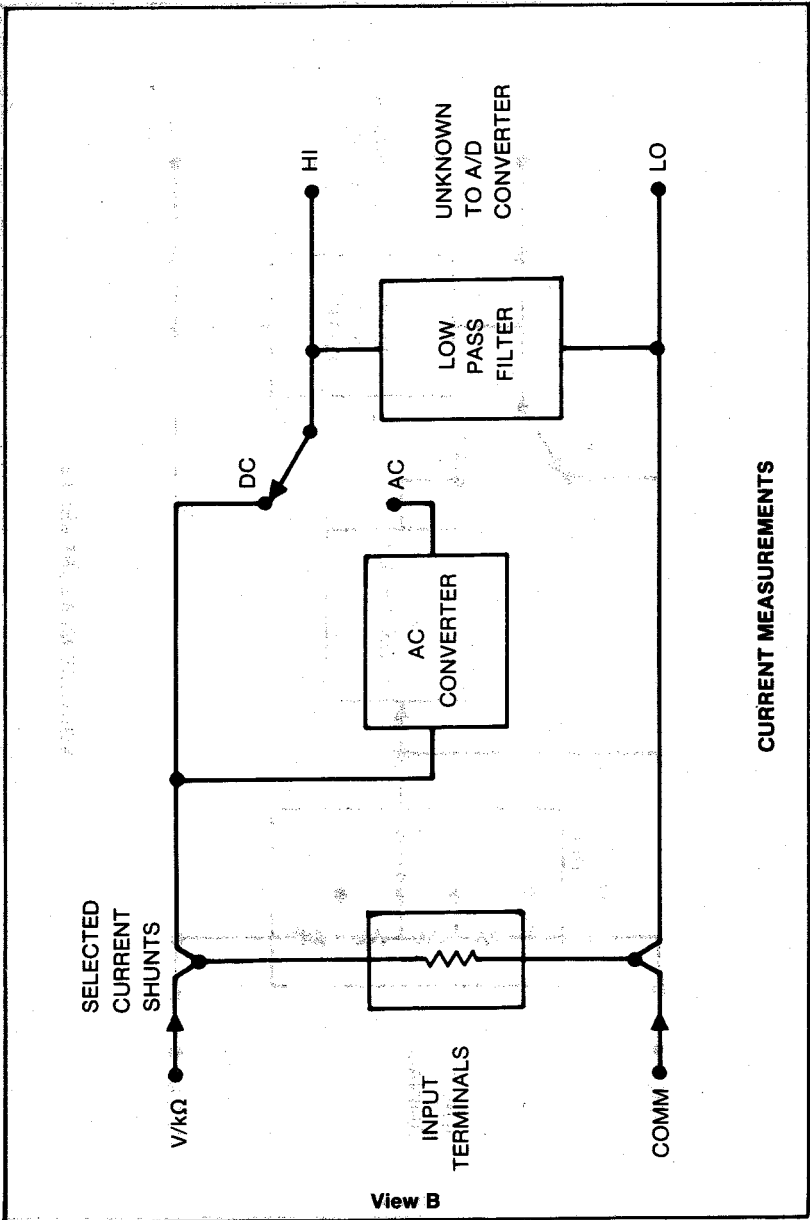 SELECTED
CURRENT
SHUNTS
V/kΩ
INPUT
TERMINALS
COMM
AC
CONVERTER
DC
AC
LOW
PASS
FILTER
HI
UNKNOWN
TO A/D
CONVERTER
LO
CURRENT MEASUREMENTS
View B